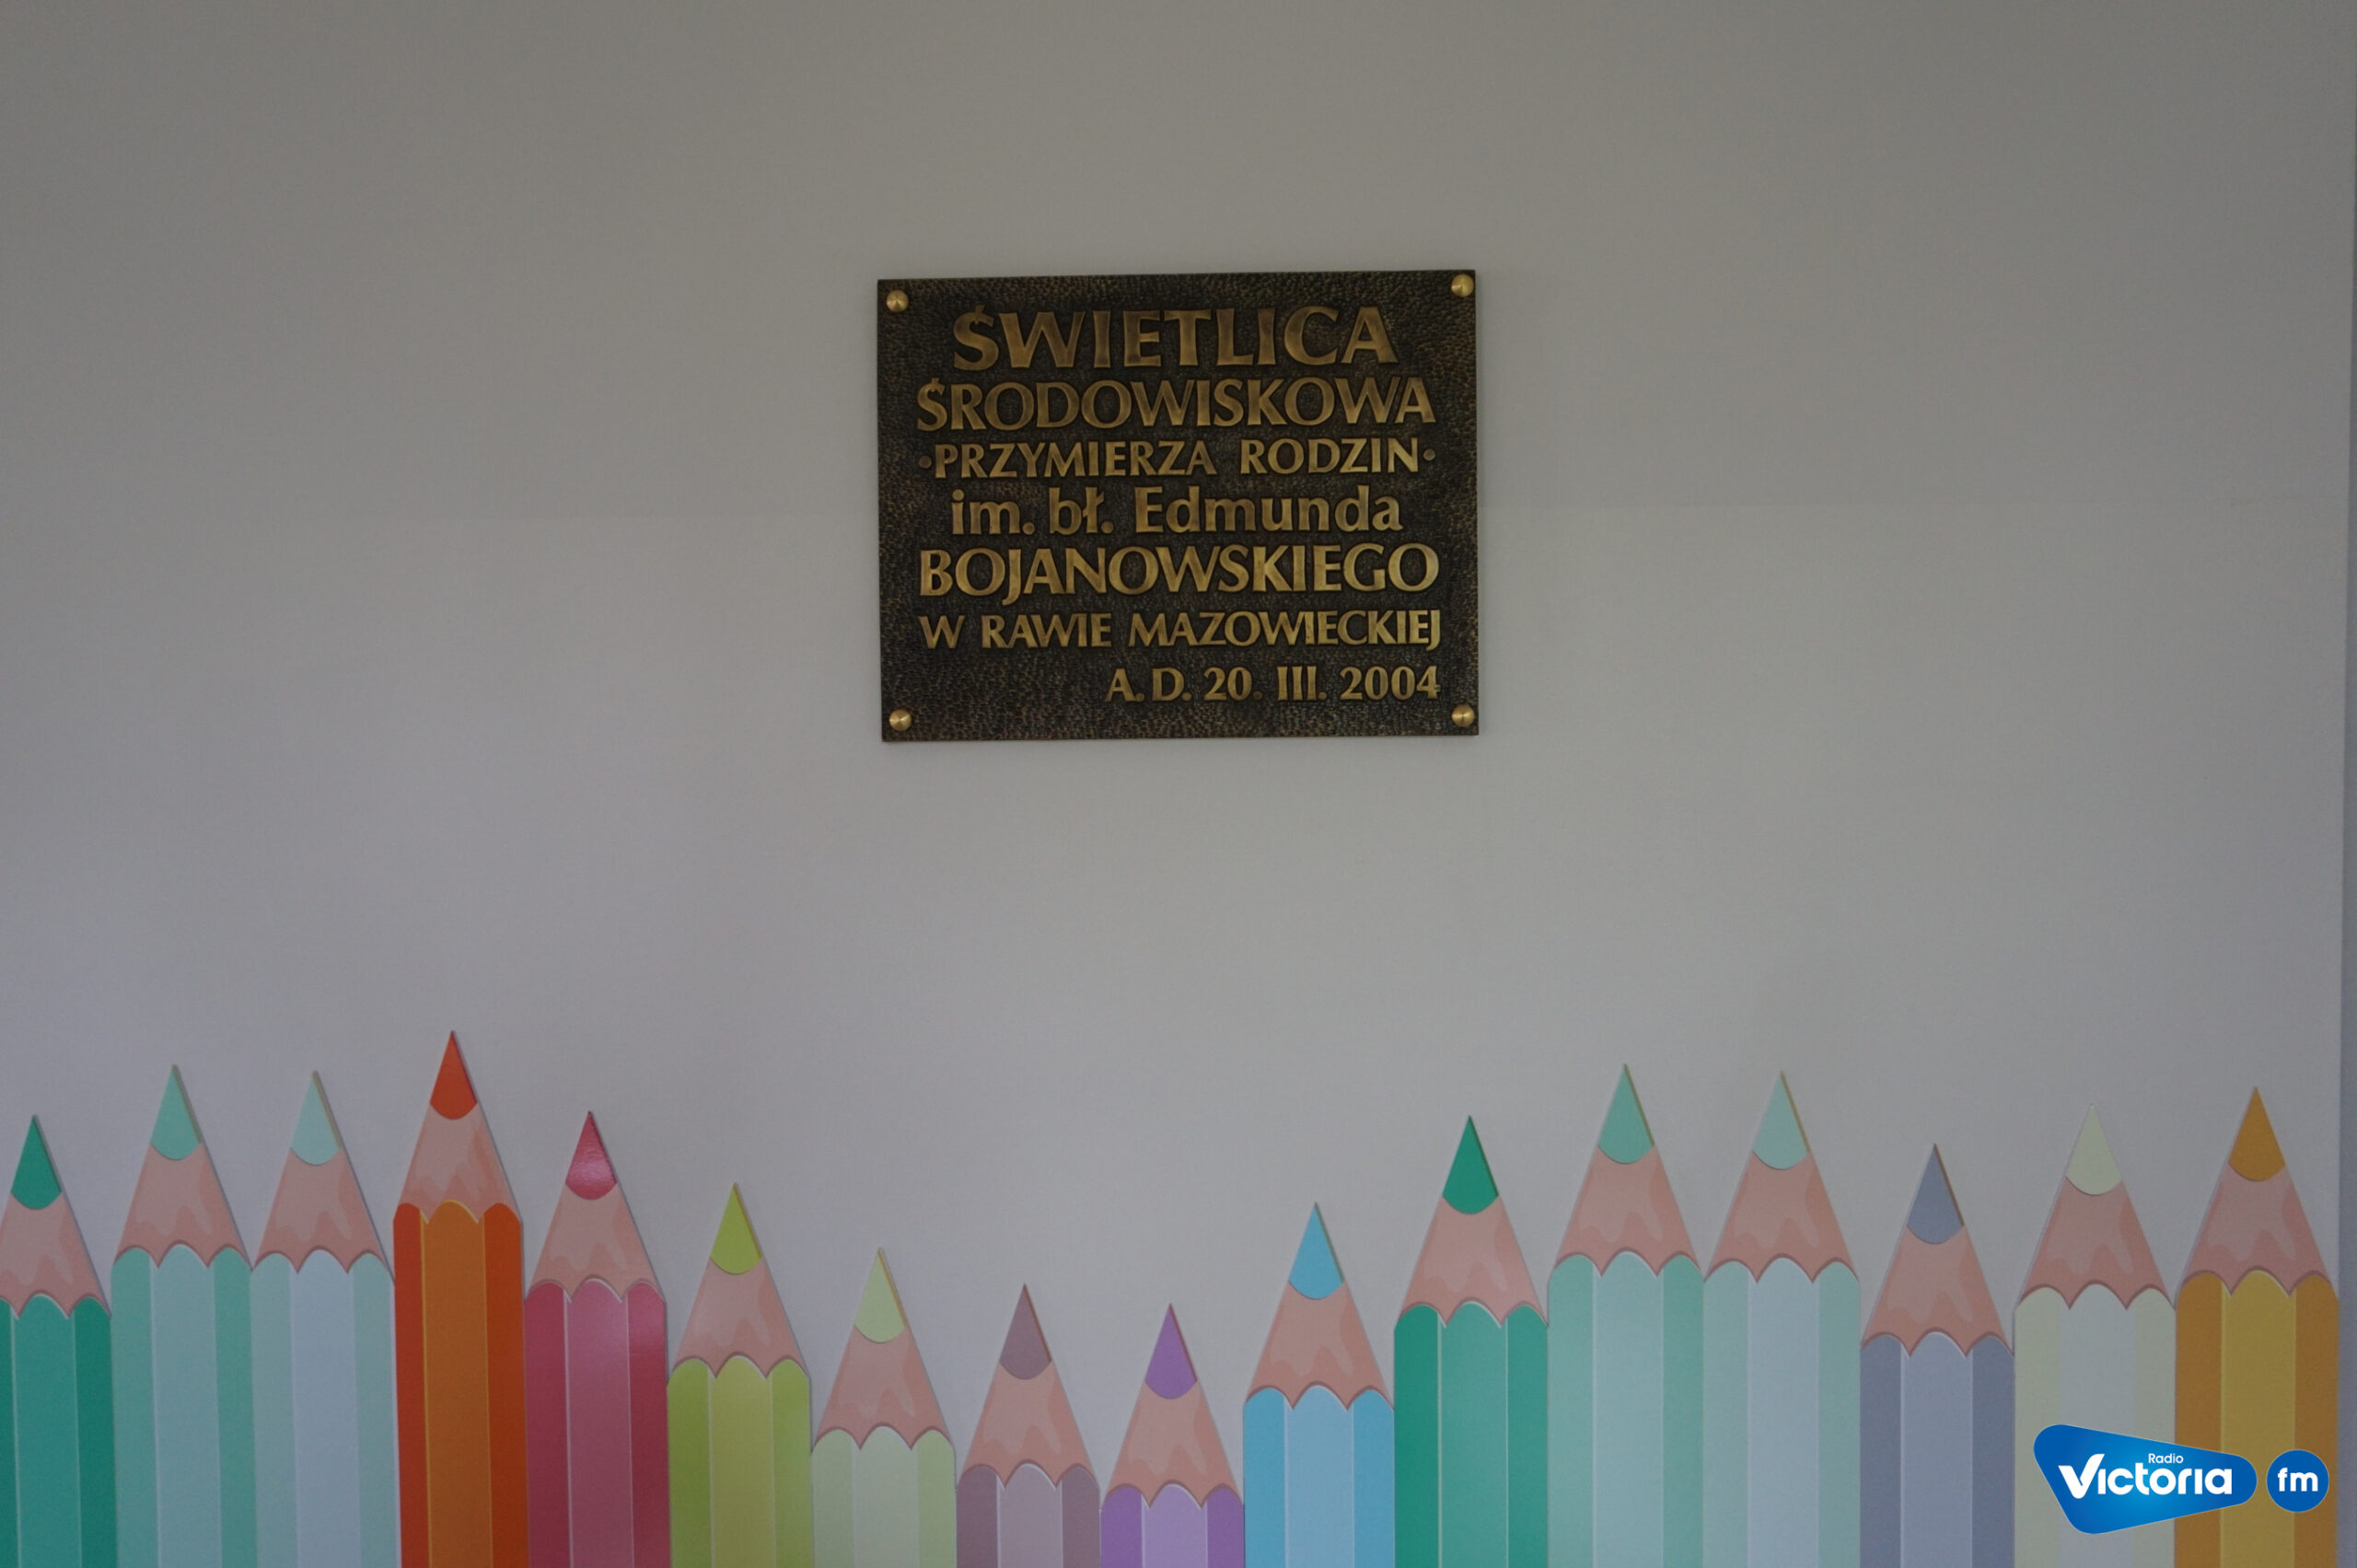 ŚWIETLICA
ŚRODOWISKOWA
•PRZYMIERZA RODZIN•
im. bł. Edmunda
BOJANOWSKIEGO
W RAWIE MAZOWIECKIEJ
A.D. 20. III. 2004
Radio
Victoria fm